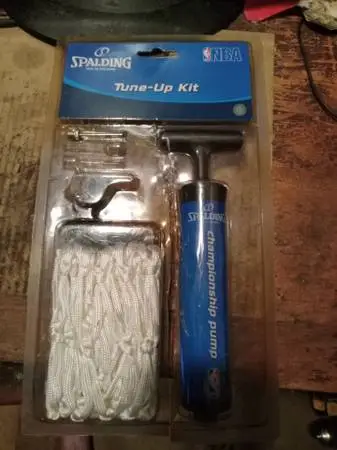 SPALDING
NBA
Tune-Up Kit
SPALDING
championship pump